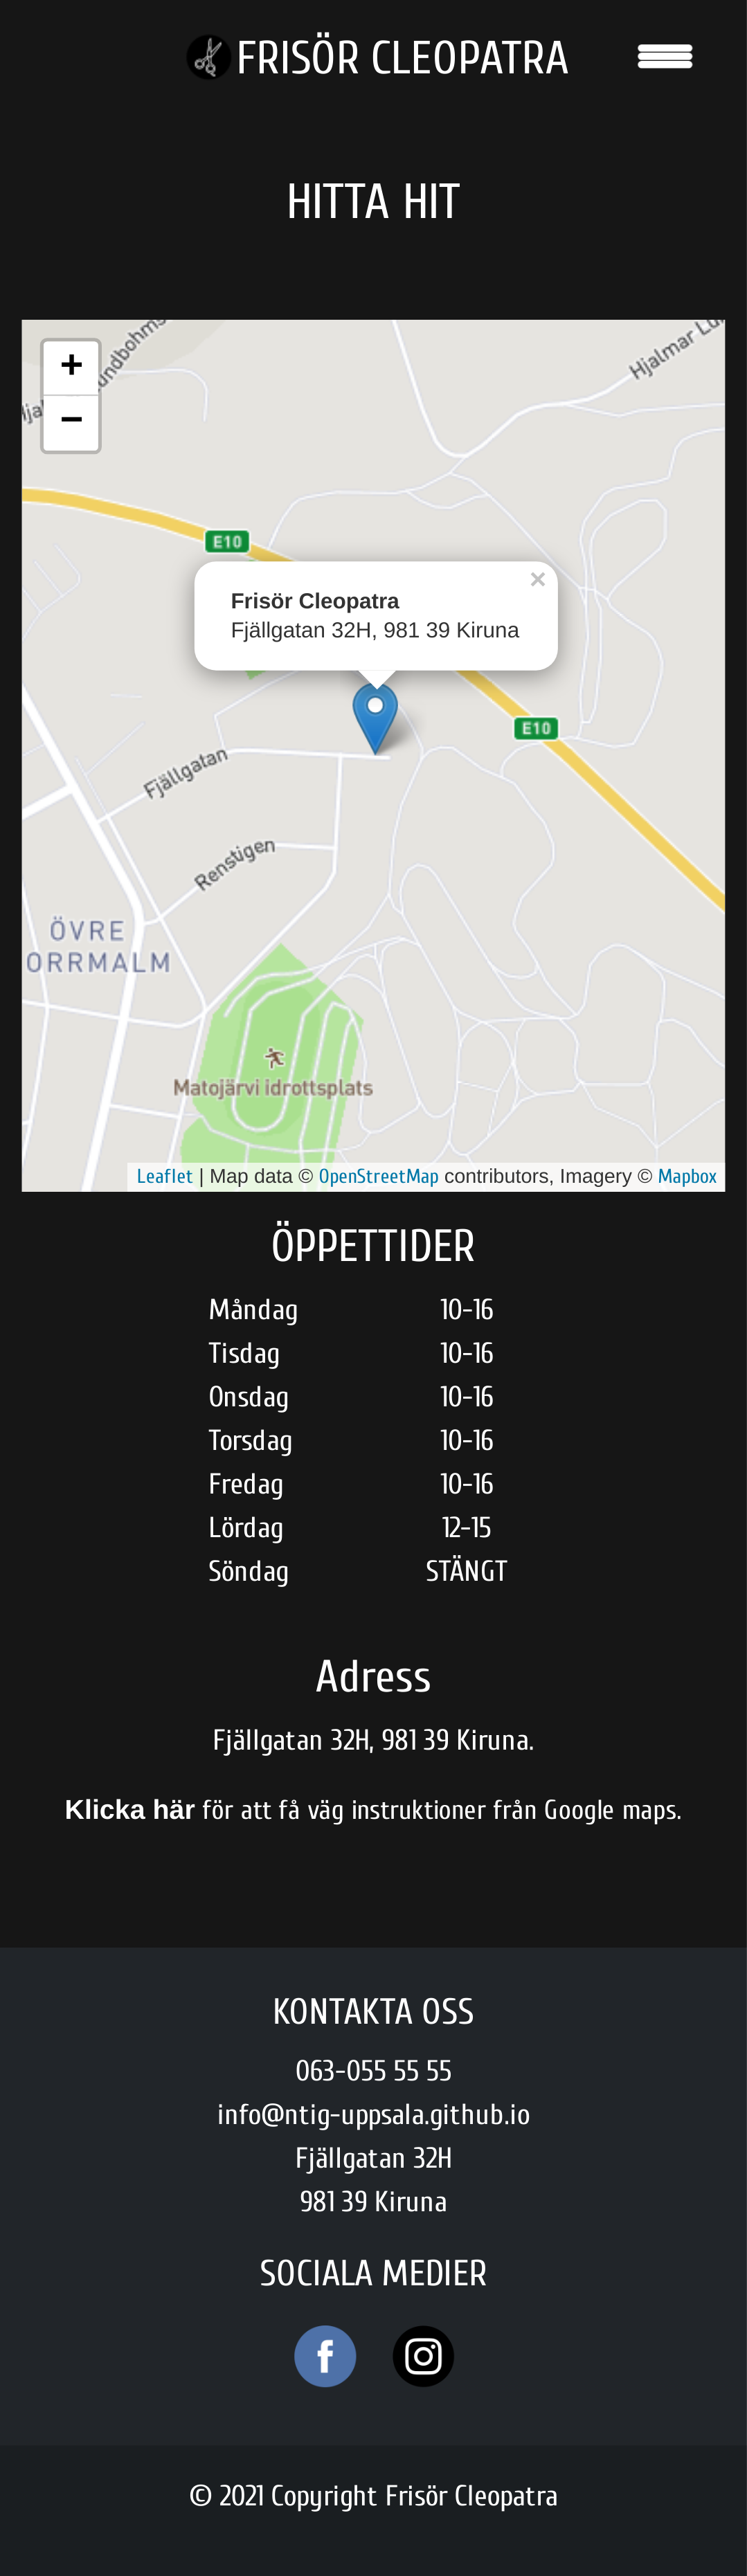 FRISÖR CLEOPATRA
HITTA HIT
+
−
Hjalmar
E10
×
Frisör Cleopatra
Fjällgatan 32H, 981 39 Kiruna
E10
Fjällgatan
Renstigen
ÖVRE
ORRMALM
Matojärvi idrottsplats
Leaflet | Map data © OpenStreetMap contributors, Imagery © Mapbox
ÖPPETTIDER
Måndag 10-16
Tisdag 10-16
Onsdag 10-16
Torsdag 10-16
Fredag 10-16
Lördag 12-15
Söndag STÄNGT
Adress
Fjällgatan 32H, 981 39 Kiruna.
Klicka här för att få väg instruktioner från Google maps.
KONTAKTA OSS
063-055 55 55
info@ntig-uppsala.github.io
Fjällgatan 32H
981 39 Kiruna
SOCIALA MEDIER
© 2021 Copyright Frisör Cleopatra